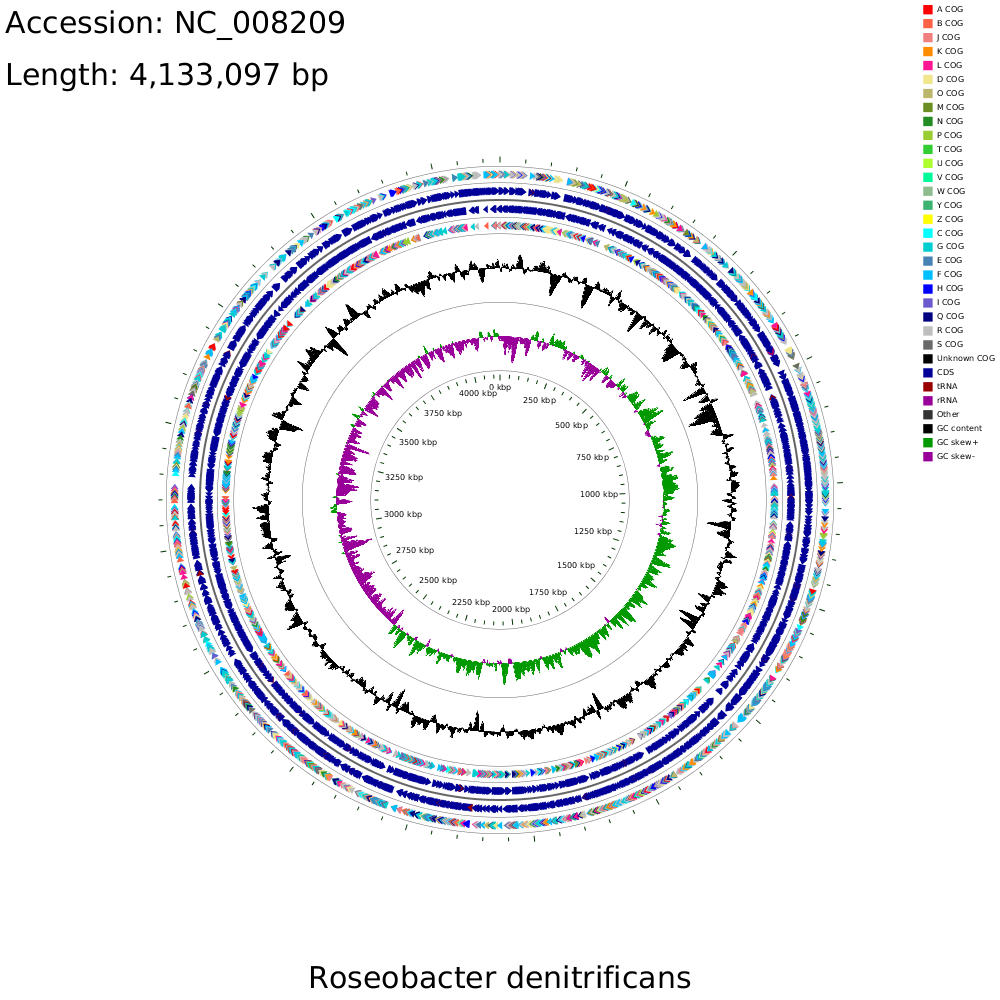 Accession: NC_008209
Length: 4,133,097 bp
A COG
B COG
J COG
K COG
L COG
D COG
O COG
M COG
N COG
P COG
T COG
U COG
V COG
W COG
Y COG
Z COG
C COG
G COG
E COG
F COG
H COG
I COG
Q COG
R COG
S COG
Unknown COG
CDS
tRNA
rRNA
Other
GC content
GC skew+
GC skew-
0 kbp
250 kbp
500 kbp
750 kbp
1000 kbp
1250 kbp
1500 kbp
1750 kbp
2000 kbp
2250 kbp
2500 kbp
2750 kbp
3000 kbp
3250 kbp
3500 kbp
3750 kbp
4000 kbp
Roseobacter denitrificans